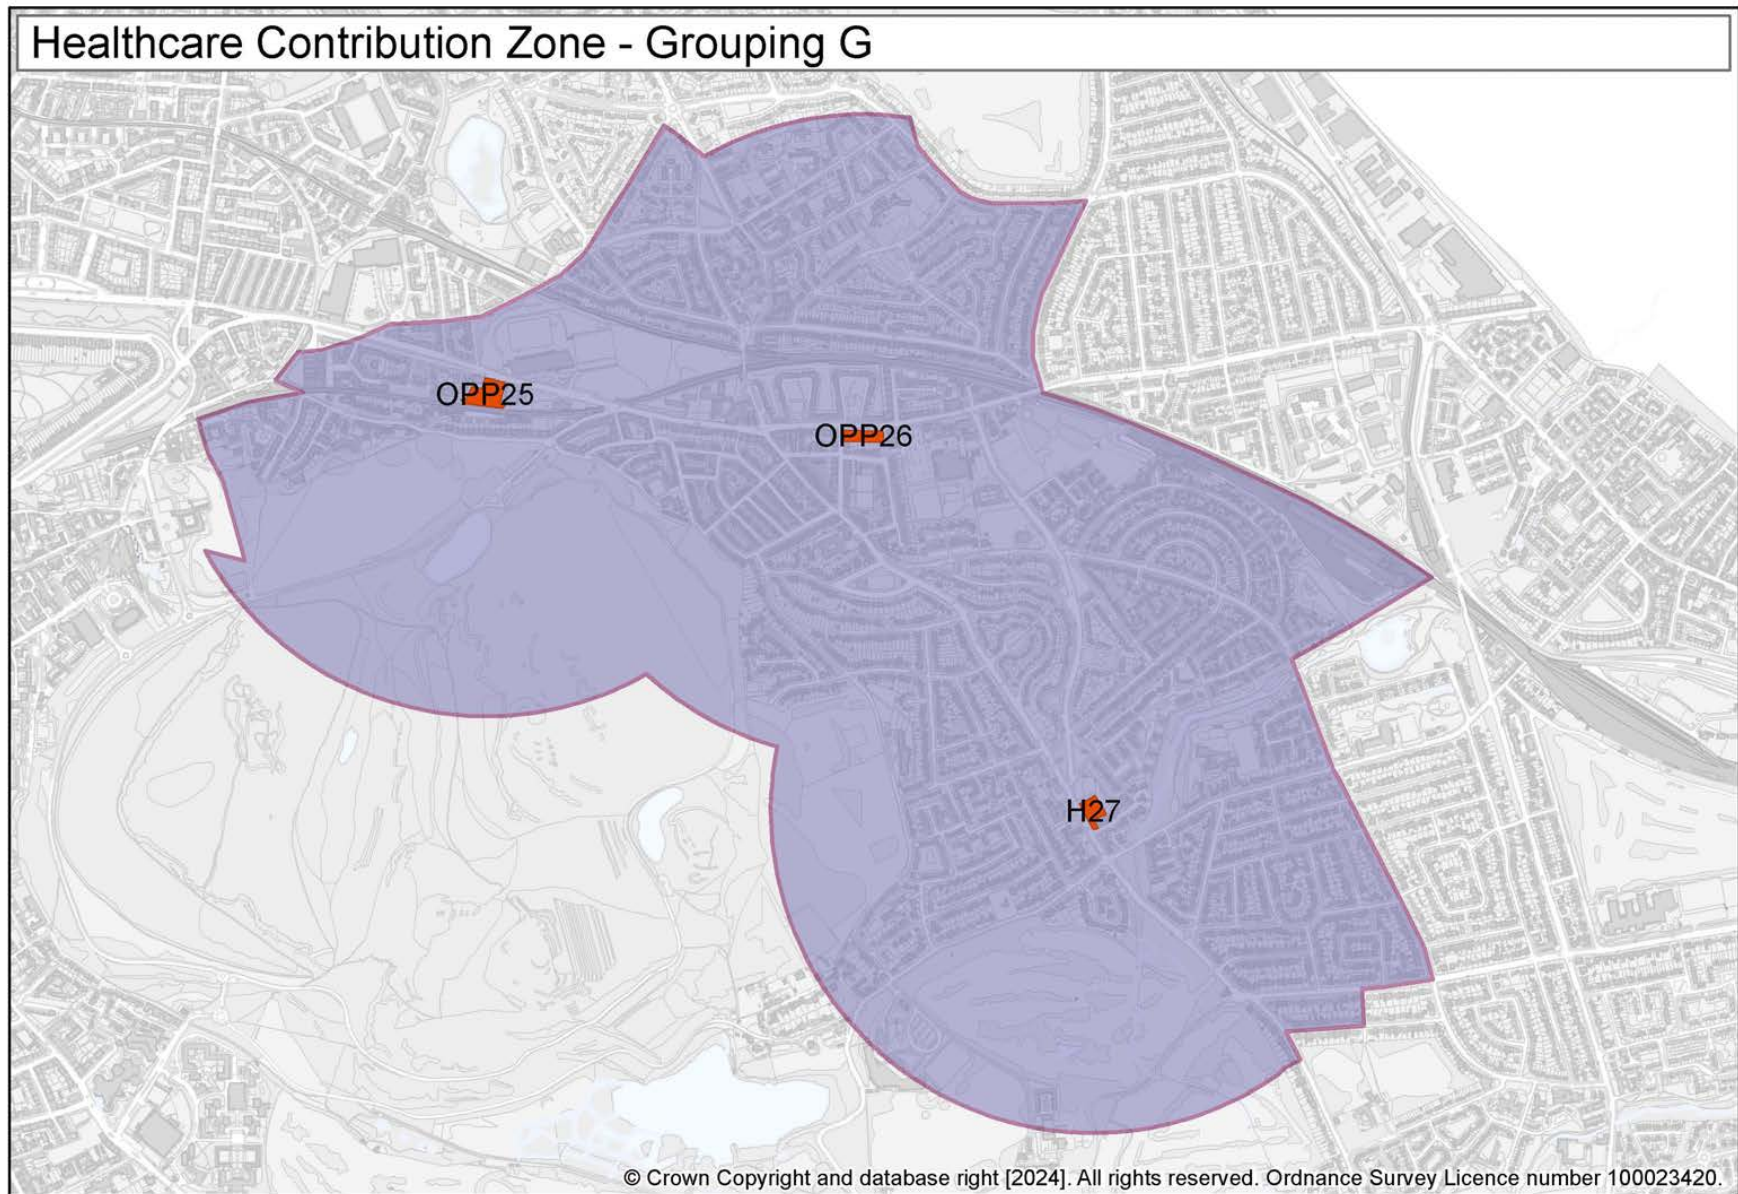 Healthcare Contribution Zone - Grouping G
OPP25
OPP26
H27
© Crown Copyright and database right [2024]. All rights reserved. Ordnance Survey Licence number 100023420.